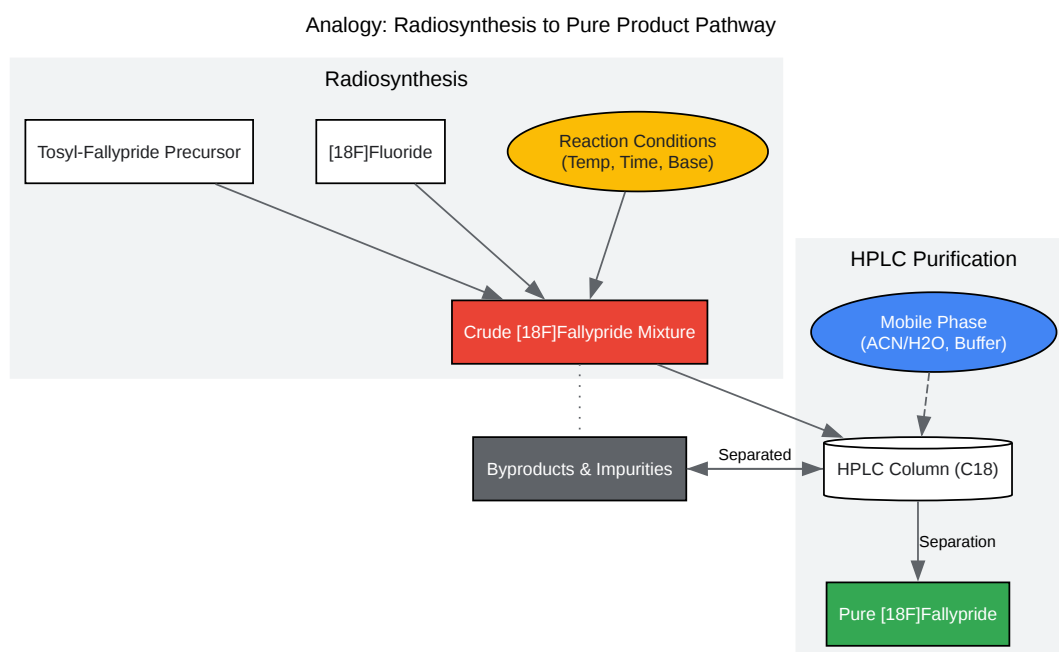 Analogy: Radiosynthesis to Pure Product Pathway
Radiosynthesis
Tosyl-Fallypride Precursor
[18F]Fluoride
Reaction Conditions
(Temp, Time, Base)
Crude [18F]Fallypride Mixture
HPLC Purification
Mobile Phase
(ACN/H2O, Buffer)
Byproducts & Impurities
Separated
HPLC Column (C18)
Separation
Pure [18F]Fallypride